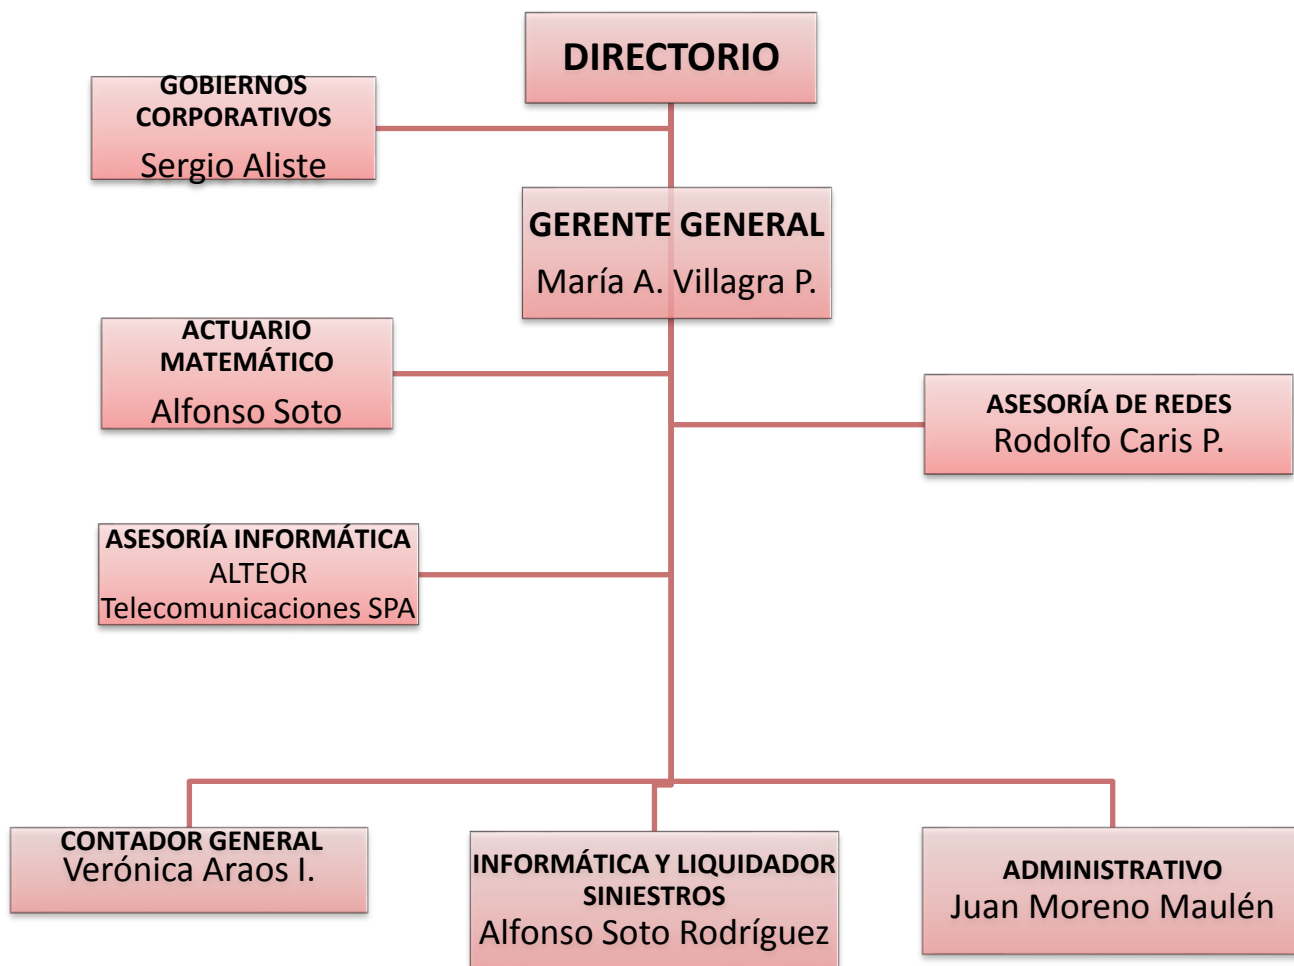 DIRECTORIO
GOBIERNOS
CORPORATIVOS
Sergio Aliste
GERENTE GENERAL
María A. Villagra P.
ACTUARIO
MATEMÁTICO
Alfonso Soto
ASESORÍA DE REDES
Rodolfo Caris P.
ASESORÍA INFORMÁTICA
ALTEOR
Telecomunicaciones SPA
CONTADOR GENERAL
Verónica Araos I.
INFORMÁTICA Y LIQUIDADOR
SINIESTROS
Alfonso Soto Rodríguez
ADMINISTRATIVO
Juan Moreno Maulén